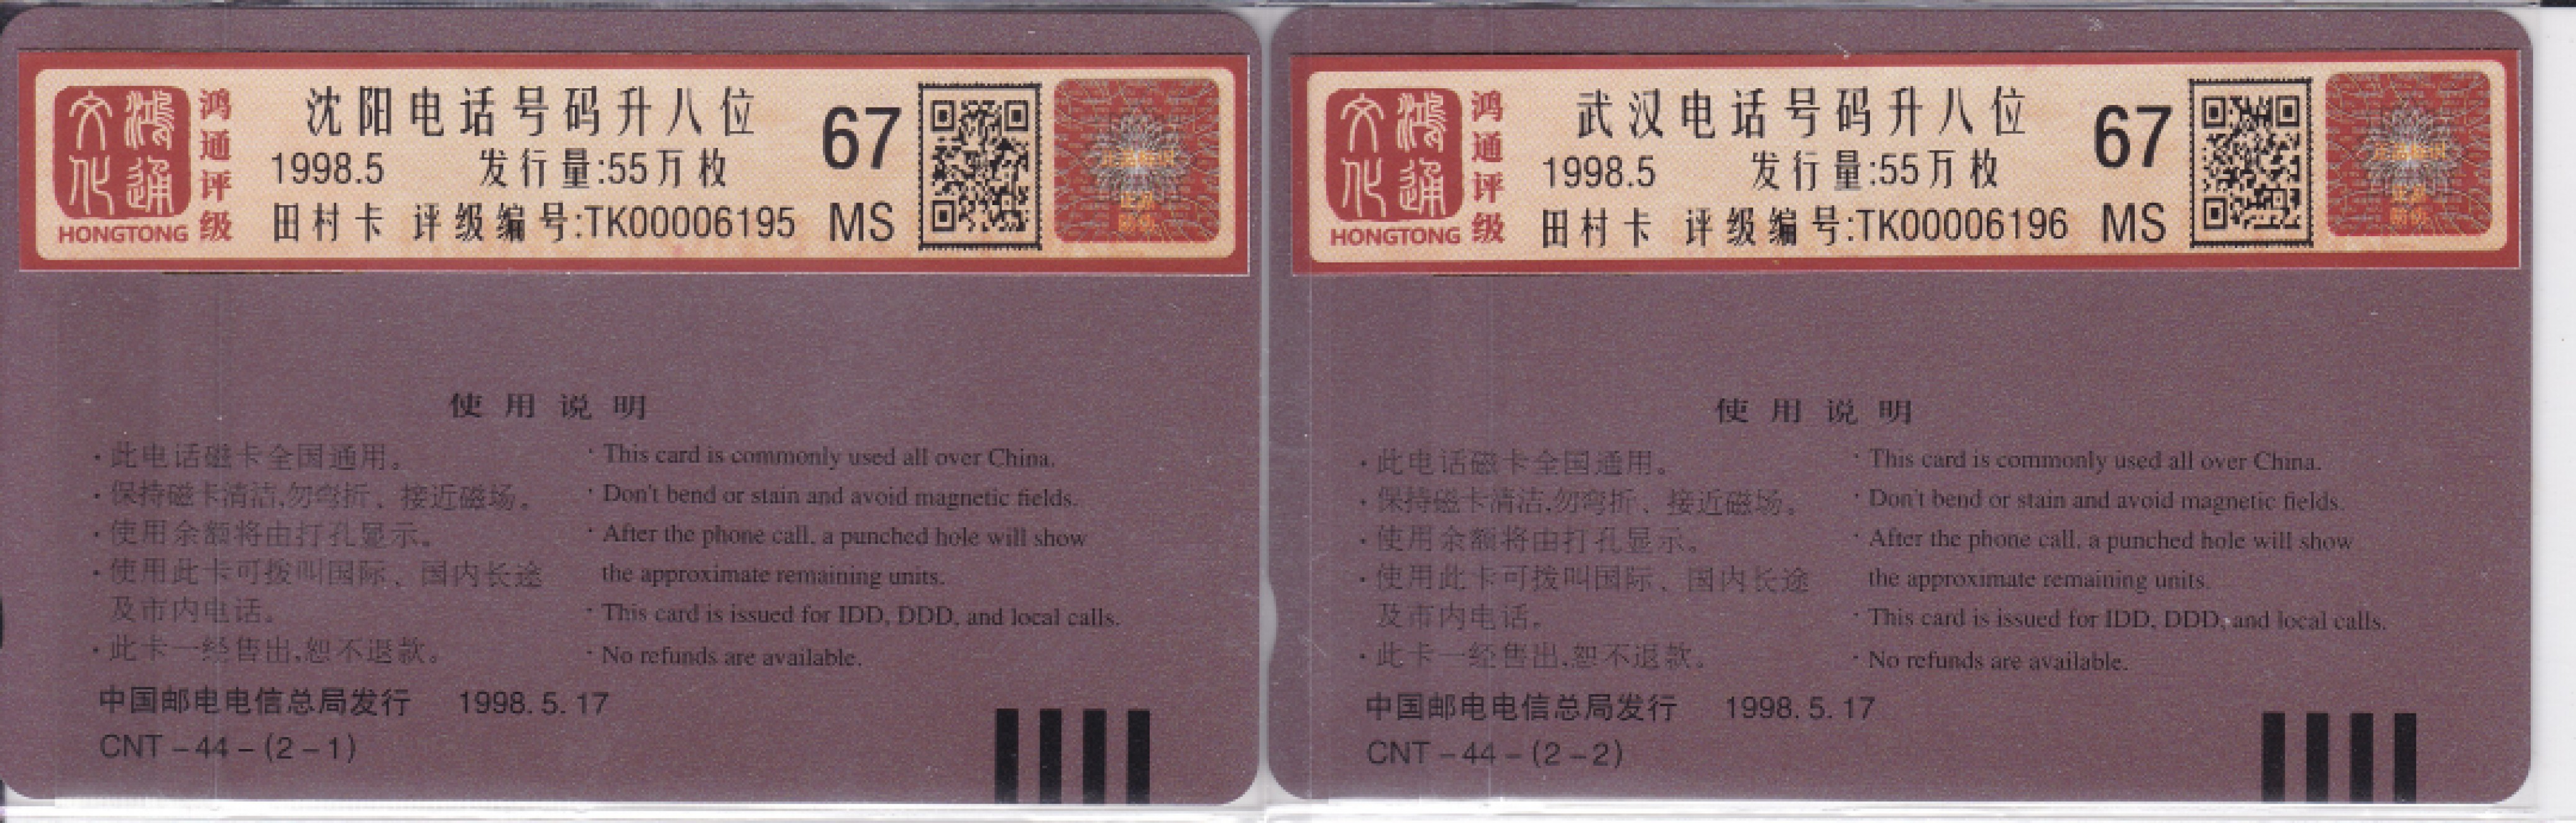 鸿通文化
HONGTONG
鸿通评级
沈阳电话号码升八位
1998.5 发行量:55万枚
田村卡 评级编号:TK00006195
67
MS
使用说明
·此电话磁卡全国通用。
·保持磁卡清洁,勿弯折、接近磁场。
·使用余额将由打孔显示。
·使用此卡可拨叫国际、国内长途
及市内电话。
·此卡一经售出,恕不退款。
· This card is commonly used all over China.
· Don't bend or stain and avoid magnetic fields.
· After the phone call, a punched hole will show
the approximate remaining units.
· This card is issued for IDD, DDD, and local calls.
· No refunds are available.
中国邮电电信总局发行 1998.5.17
CNT-44-(2-1)
鸿通文化
HONGTONG
鸿通评级
武汉电话号码升八位
1998.5 发行量:55万枚
田村卡 评级编号:TK00006196
67
MS
使用说明
·此电话磁卡全国通用。
·保持磁卡清洁,勿弯折、接近磁场。
·使用余额将由打孔显示。
·使用此卡可拨叫国际、国内长途
及市内电话。
·此卡一经售出,恕不退款。
· This card is commonly used all over China.
· Don't bend or stain and avoid magnetic fields.
· After the phone call, a punched hole will show
the approximate remaining units.
· This card is issued for IDD, DDD, and local calls.
· No refunds are available.
中国邮电电信总局发行 1998.5.17
CNT-44-(2-2)